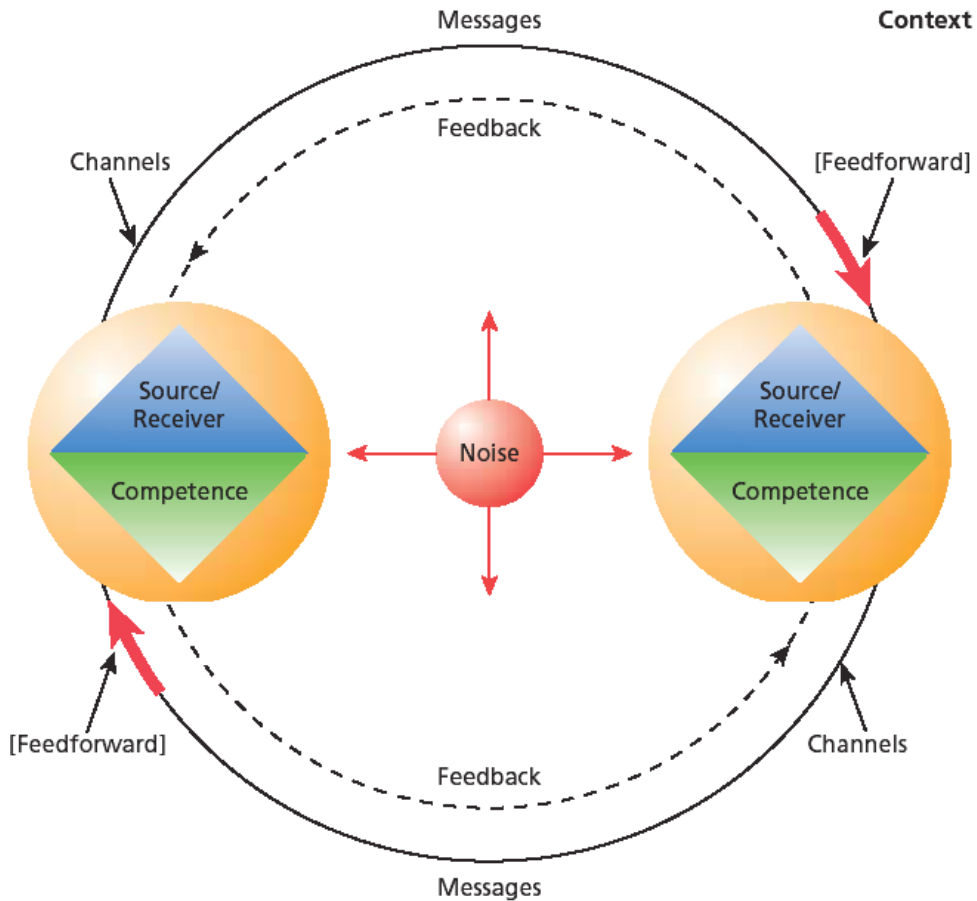 Messages
Context
Feedback
Channels
[Feedforward]
Source/
Receiver
Competence
Noise
Source/
Receiver
Competence
[Feedforward]
Channels
Feedback
Messages